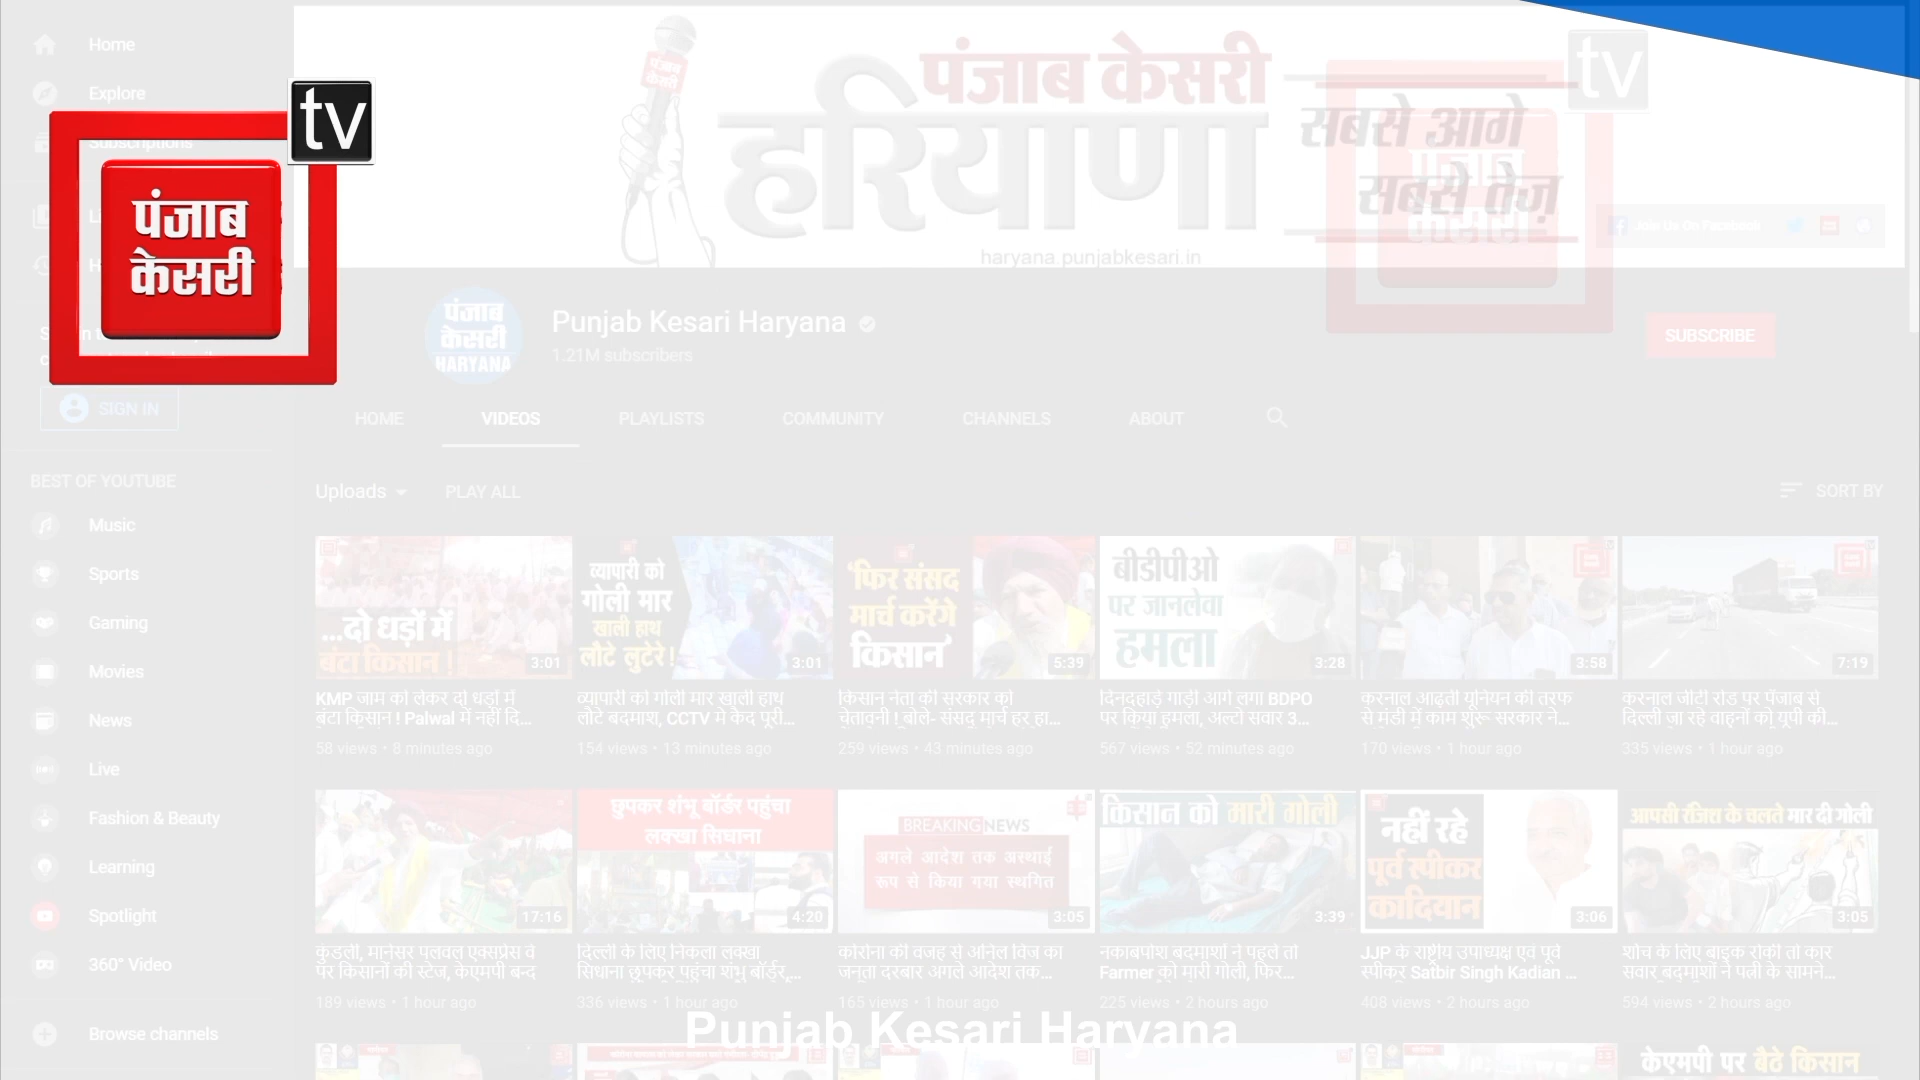 Home
Explore
Subscriptions
tv
पंजाब
केसरी
SIGN IN
BEST OF YOUTUBE
Music
Sports
Gaming
Movies
News
Live
Fashion & Beauty
Learning
Spotlight
360° Video
Browse channels
पंजाब केसरी
हरियाणा
haryana.punjabkesari.in
सबसे आगे
सबसे तेज़
tv
Join Us On Facebook
पंजाब
केसरी
HARYANA
Punjab Kesari Haryana
1.21M subscribers
SUBSCRIBE
HOME VIDEOS PLAYLISTS COMMUNITY CHANNELS ABOUT
Uploads PLAY ALL SORT BY
...दो धड़ों में
बंटा किसान !
3:01
KMP जाम को लेकर दो धड़ों में
बंटा किसान ! Palwal में नहीं दि...
58 views • 8 minutes ago
व्यापारी को
गोली मार
खाली हाथ
लौटे लुटेरे !
3:01
व्यापारी को गोली मार खाली हाथ
लौटे बदमाश, CCTV में कैद पूरी...
154 views • 13 minutes ago
'फिर संसद
मार्च करेंगे
किसान'
5:39
किसान नेता की सरकार को
चेतावनी ! बोले- संसद मार्च हर हा...
259 views • 43 minutes ago
बीडीपीओ
पर जानलेवा
हमला
3:28
दिनदहाड़े गाड़ी आगे लगा BDPO
पर किया हमला, अल्टो सवार 3...
567 views • 52 minutes ago
3:58
करनाल आढ़ती यूनियन की तरफ
से मंडी में काम शुरू सरकार ने...
170 views • 1 hour ago
7:19
करनाल जीटी रोड पर पंजाब से
दिल्ली जा रहे वाहनों को यूपी की...
335 views • 1 hour ago
17:16
कुंडली, मानेसर पलवल एक्सप्रेस वे
पर किसानों की स्टेज, केएमपी बन्द
189 views • 1 hour ago
छुपकर शंभू बॉर्डर पहुंचा
लक्खा सिधाना
4:20
दिल्ली के लिए निकला लक्खा
सिधाना छुपकर पहुंचा शंभू बॉर्डर,...
336 views • 1 hour ago
BREAKING NEWS
अगले आदेश तक अस्थाई
रूप से किया गया स्थगित
3:05
कोरोना की वजह से अनिल विज का
जनता दरबार अगले आदेश तक...
165 views • 1 hour ago
किसान को मारी गोली
3:39
नकाबपोश बदमाशों ने पहले तो
Farmer को मारी गोली, फिर...
225 views • 2 hours ago
नहीं रहे
पूर्व स्पीकर
कादियान
3:06
JJP के राष्ट्रीय उपाध्यक्ष एवं पूर्व
स्पीकर Satbir Singh Kadian ...
408 views • 2 hours ago
आपसी रंजिश के चलते मार दी गोली
3:05
शौच के लिए बाइक रोकी तो कार
सवार बदमाशों ने पत्नी के सामने...
594 views • 2 hours ago
Punjab Kesari Haryana
केएमपी पर बैठे किसान